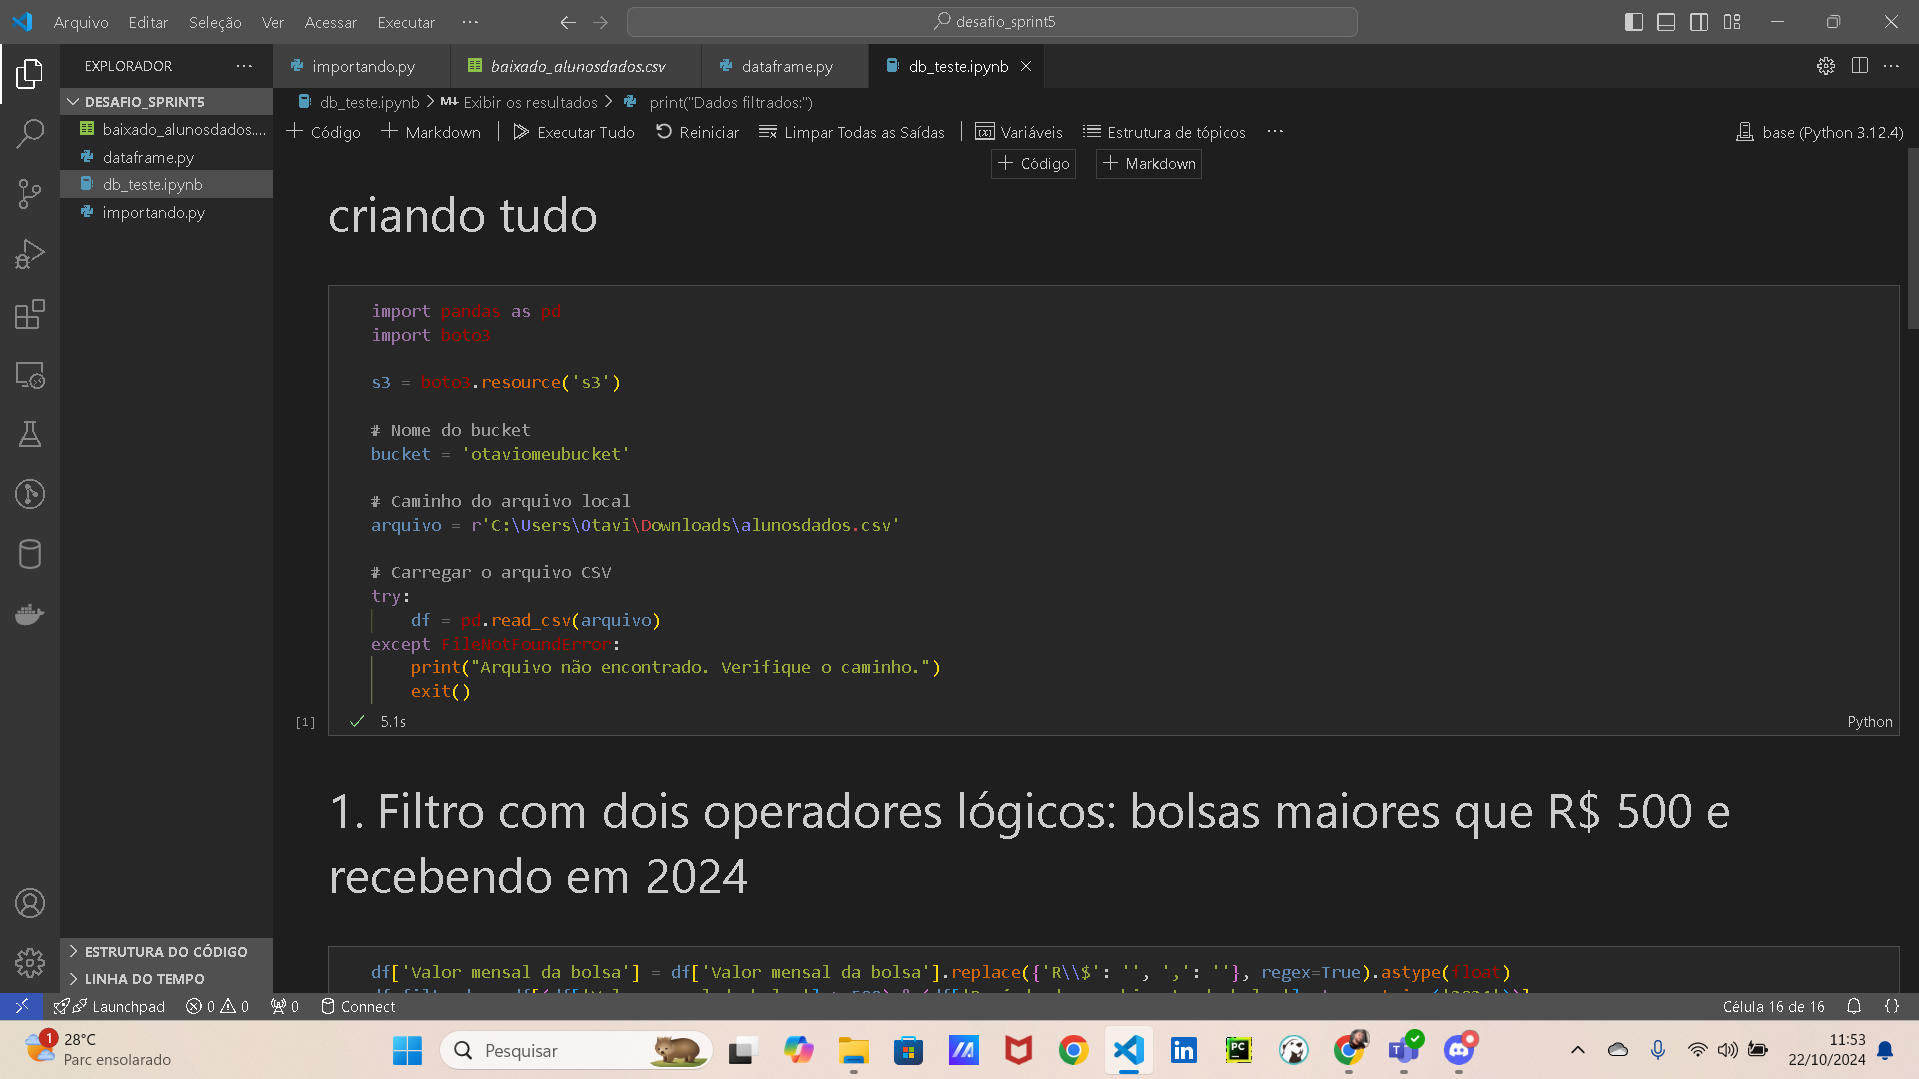 Arquivo Editar Seleção Ver Acessar Executar ··· desafio_sprint5
EXPLORADOR ···
importando.py baixado_alunosdados.csv dataframe.py db_teste.ipynb
DESAFIO_SPRINT5
baixado_alunosdados....
dataframe.py
db_teste.ipynb
importando.py
db_teste.ipynb > M↓ Exibir os resultados > print("Dados filtrados:")
+ Código + Markdown | Executar Tudo Reiniciar Limpar Todas as Saídas | Variáveis Estrutura de tópicos ··· base (Python 3.12.4)
+ Código + Markdown
criando tudo
import pandas as pd
import boto3
s3 = boto3.resource('s3')
# Nome do bucket
bucket = 'otaviomeubucket'
# Caminho do arquivo local
arquivo = r'C:\Users\Otavi\Downloads\alunosdados.csv'
# Carregar o arquivo CSV
try:
df = pd.read_csv(arquivo)
except FileNotFoundError:
print("Arquivo não encontrado. Verifique o caminho.")
exit()
[1] 5.1s Python
1. Filtro com dois operadores lógicos: bolsas maiores que R$ 500 e
recebendo em 2024
df['Valor mensal da bolsa'] = df['Valor mensal da bolsa'].replace({'R\\$': '', ',': ''}, regex=True).astype(float)
ESTRUTURA DO CÓDIGO
LINHA DO TEMPO
Launchpad 0 0 0 Connect Célula 16 de 16 {}
1 28°C
Parc ensolarado
Pesquisar
PC
11:53
22/10/2024